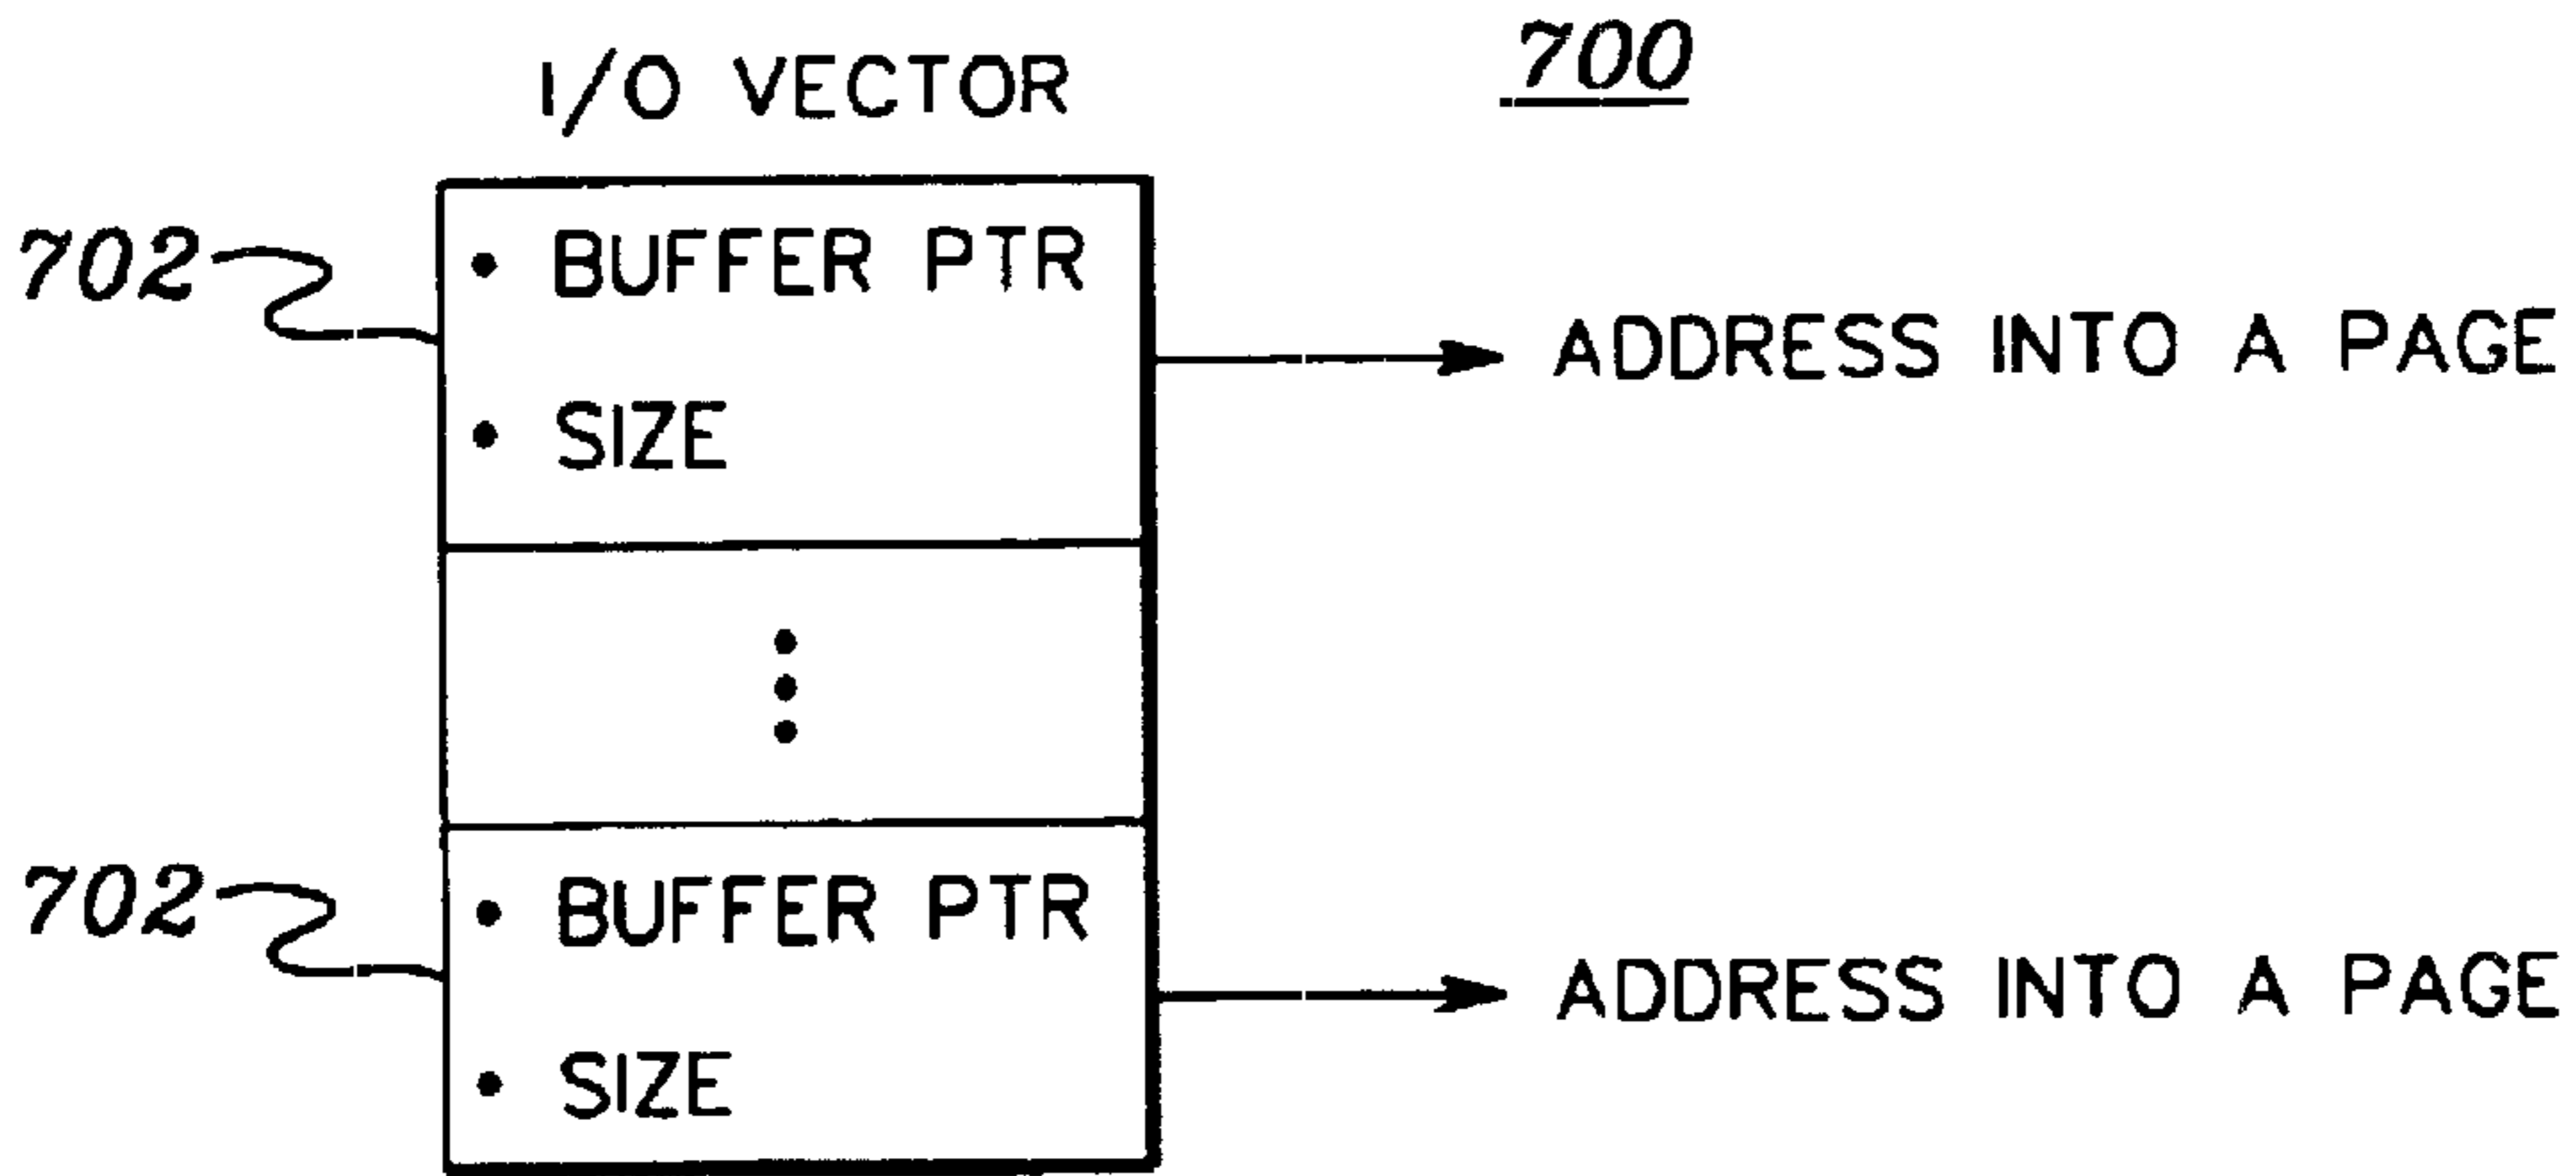 I/O VECTOR
700
702
• BUFFER PTR
• SIZE
ADDRESS INTO A PAGE
702
• BUFFER PTR
• SIZE
ADDRESS INTO A PAGE